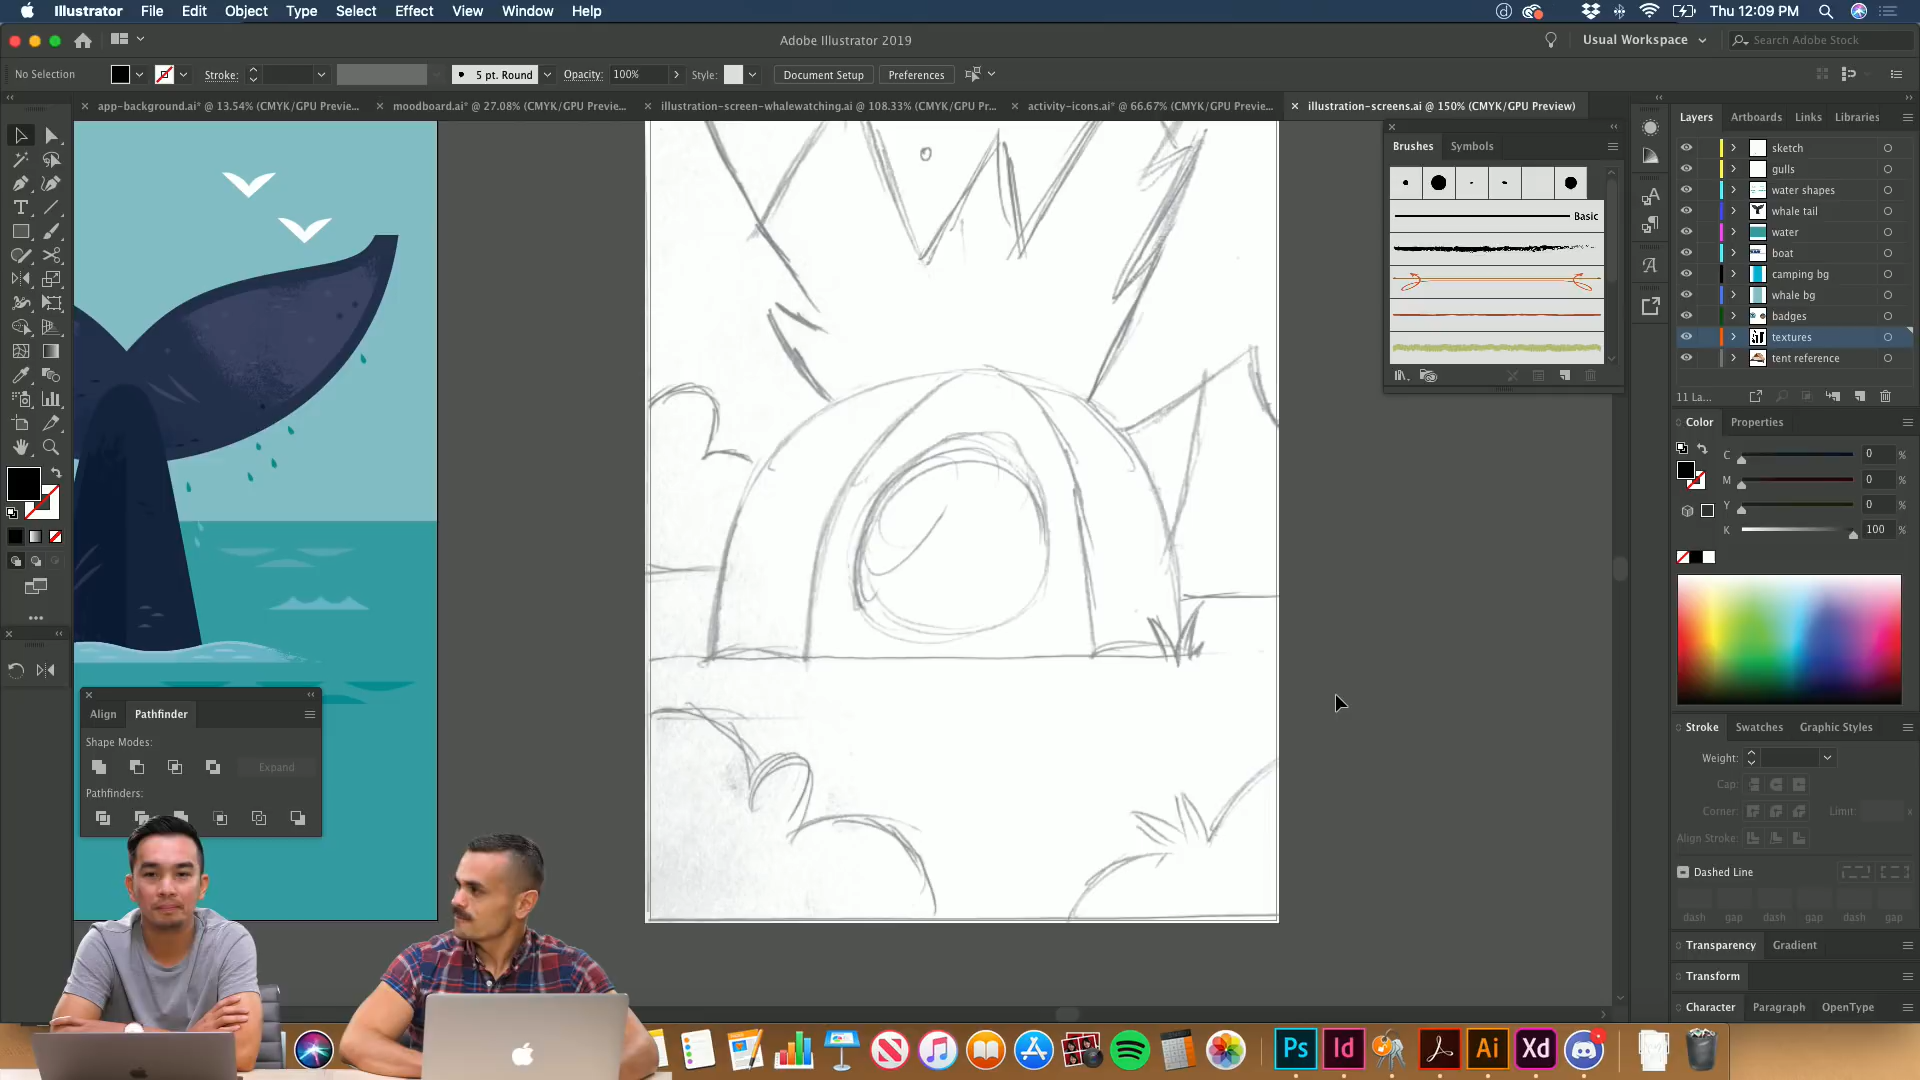 Illustrator File Edit Object Type Select Effect View Window Help
Thu 12:09 PM
Adobe Illustrator 2019
Usual Workspace
Search Adobe Stock
No Selection
Stroke:
5 pt. Round
Opacity: 100%
Style:
Document Setup
Preferences
app-background.ai* @ 13.54% (CMYK/GPU Previe...
moodboard.ai* @ 27.08% (CMYK/GPU Previe...
illustration-screen-whalewatching.ai @ 108.33% (CMYK/GPU Pr...
activity-icons.ai* @ 66.67% (CMYK/GPU Previe...
illustration-screens.ai @ 150% (CMYK/GPU Preview)
Brushes Symbols
Basic
Layers Artboards Links Libraries
sketch
gulls
water shapes
whale tail
water
boat
camping bg
whale bg
badges
textures
tent reference
11 La...
Color Properties
C 0 %
M 0 %
Y 0 %
K 100 %
Stroke Swatches Graphic Styles
Weight:
Cap:
Corner: Limit: x
Align Stroke:
Dashed Line
dash gap dash gap dash gap
Transparency Gradient
Transform
Character Paragraph OpenType
Align Pathfinder
Shape Modes:
Expand
Pathfinders:
Ps Id Ai Xd